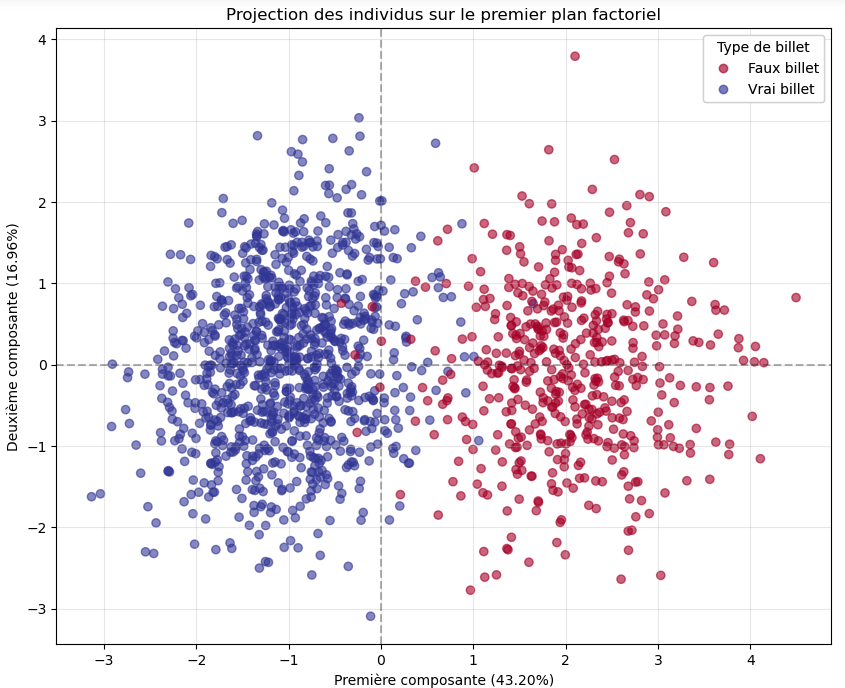 Projection des individus sur le premier plan factoriel
Type de billet
Faux billet
Vrai billet
Deuxième composante (16.96%)
4
3
2
1
0
−1
−2
−3
−3
−2
−1
0
1
2
3
4
Première composante (43.20%)